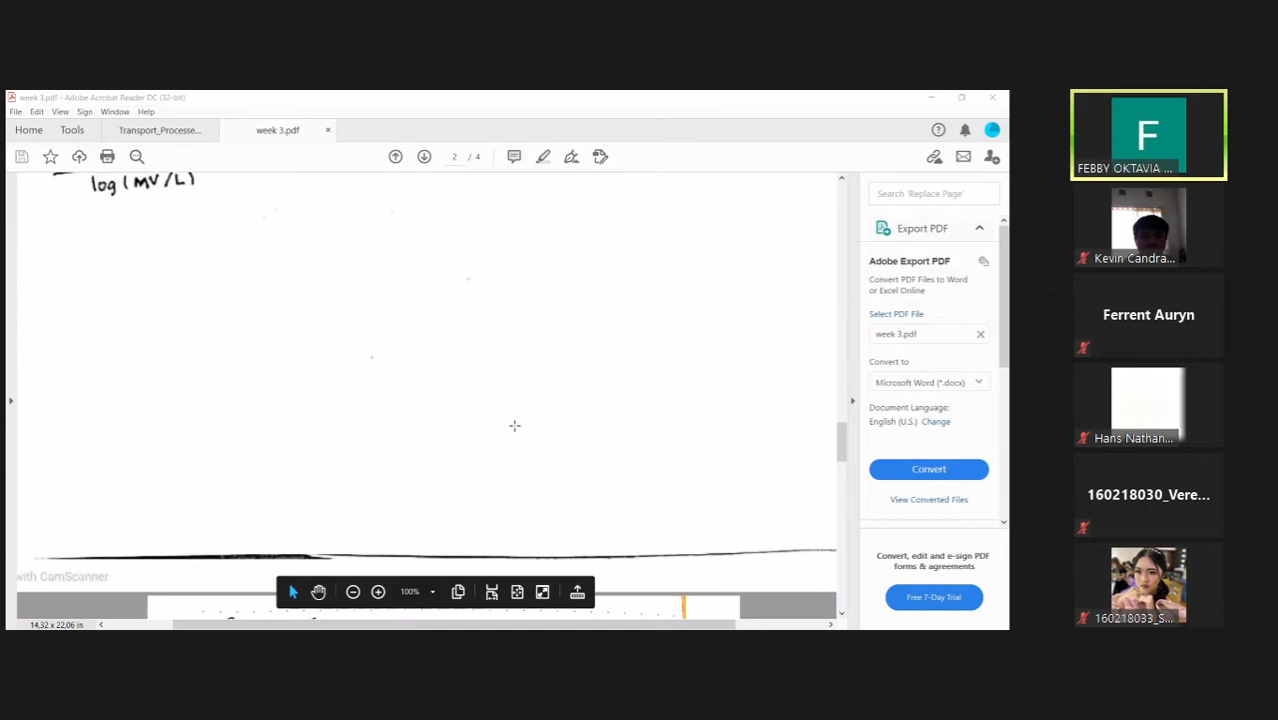 week 3.pdf - Adobe Acrobat Reader DC (32-bit)
File Edit View Sign Window Help
Home Tools Transport_Processe... week 3.pdf ×
2 / 4
log (MV/L)
with CamScanner
100%
14,32 x 22,06 in
Search 'Replace Page'
Export PDF
Adobe Export PDF
Convert PDF Files to Word
or Excel Online
Select PDF File
week 3.pdf
Convert to
Microsoft Word (*.docx)
Document Language:
English (U.S.) Change
Convert
View Converted Files
Convert, edit and e-sign PDF
forms & agreements
Free 7-Day Trial
F
FEBBY OKTAVIA ...
Kevin Candra...
Ferrent Auryn
Hans Nathan...
160218030_Vere...
160218033_S...